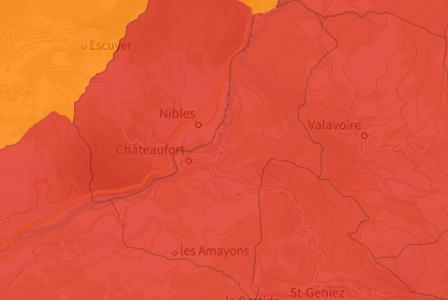 Escuyer
Nibles
Valavoire
Châteaufort
les Amayons
St-Geniez